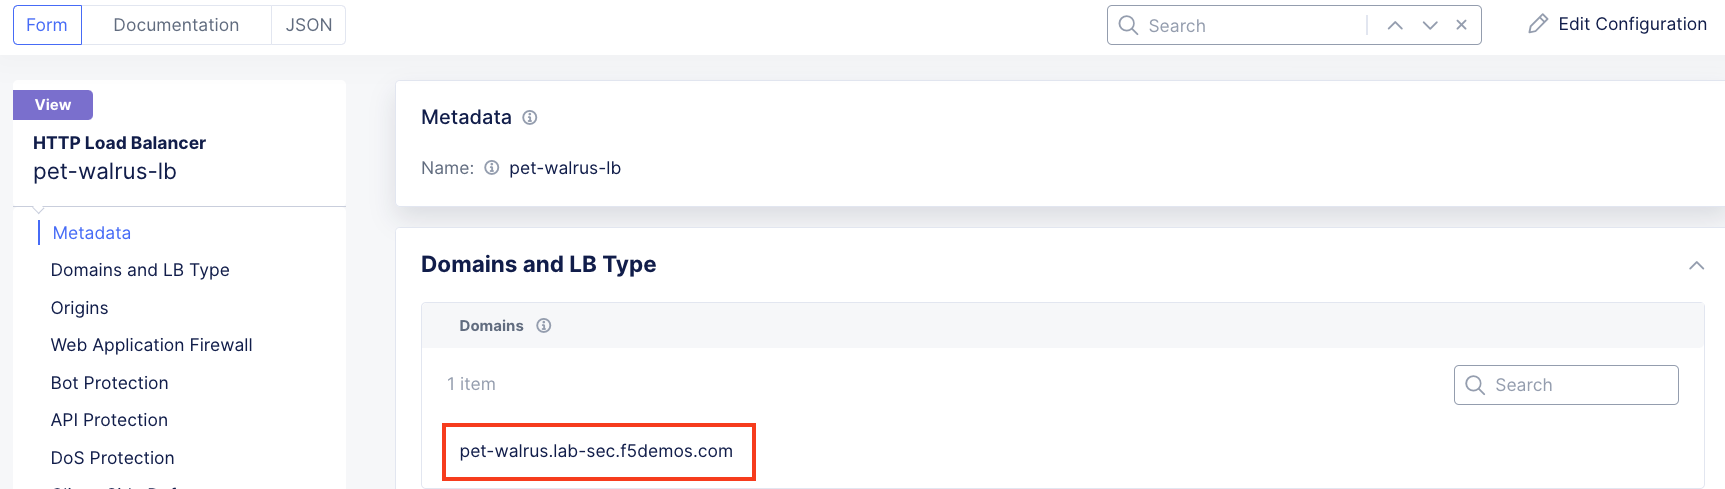 Form Documentation JSON Search Edit Configuration
View
HTTP Load Balancer
pet-walrus-lb
Metadata
Domains and LB Type
Origins
Web Application Firewall
Bot Protection
API Protection
DoS Protection
Metadata
Name: pet-walrus-lb
Domains and LB Type
Domains
1 item Search
pet-walrus.lab-sec.f5demos.com